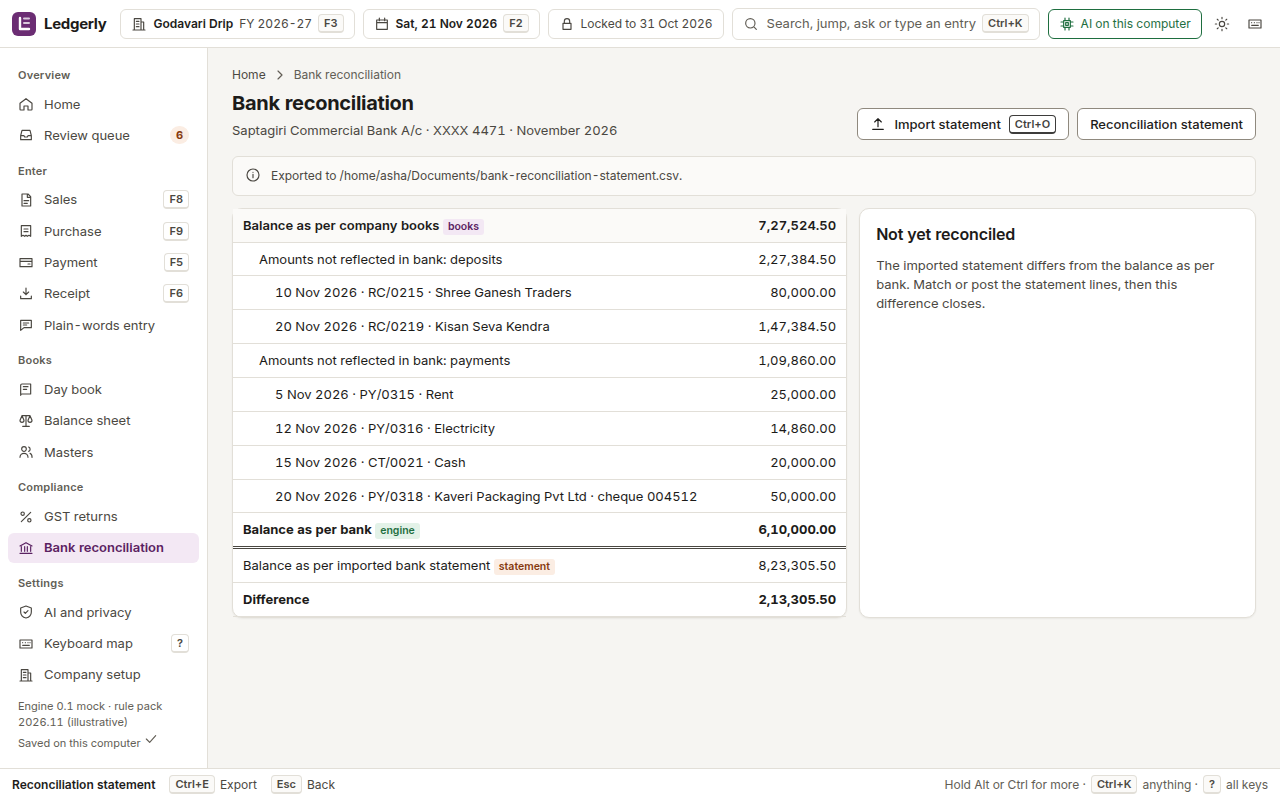 Ledgerly
Godavari Drip FY 2026-27 F3
Sat, 21 Nov 2026 F2
Locked to 31 Oct 2026
Search, jump, ask or type an entry Ctrl+K
AI on this computer
Overview
Home
Review queue 6
Enter
Sales F8
Purchase F9
Payment F5
Receipt F6
Plain-words entry
Books
Day book
Balance sheet
Masters
Compliance
GST returns
Bank reconciliation
Settings
AI and privacy
Keyboard map ?
Company setup
Engine 0.1 mock · rule pack
2026.11 (illustrative)
Saved on this computer
Home > Bank reconciliation
Bank reconciliation
Saptagiri Commercial Bank A/c · XXXX 4471 · November 2026
Import statement Ctrl+O
Reconciliation statement
Exported to /home/asha/Documents/bank-reconciliation-statement.csv.
Balance as per company books books 7,27,524.50
Amounts not reflected in bank: deposits 2,27,384.50
10 Nov 2026 · RC/0215 · Shree Ganesh Traders 80,000.00
20 Nov 2026 · RC/0219 · Kisan Seva Kendra 1,47,384.50
Amounts not reflected in bank: payments 1,09,860.00
5 Nov 2026 · PY/0315 · Rent 25,000.00
12 Nov 2026 · PY/0316 · Electricity 14,860.00
15 Nov 2026 · CT/0021 · Cash 20,000.00
20 Nov 2026 · PY/0318 · Kaveri Packaging Pvt Ltd · cheque 004512 50,000.00
Balance as per bank engine 6,10,000.00
Balance as per imported bank statement statement 8,23,305.50
Difference 2,13,305.50
Not yet reconciled
The imported statement differs from the balance as per
bank. Match or post the statement lines, then this
difference closes.
Reconciliation statement Ctrl+E Export Esc Back
Hold Alt or Ctrl for more · Ctrl+K anything · ? all keys